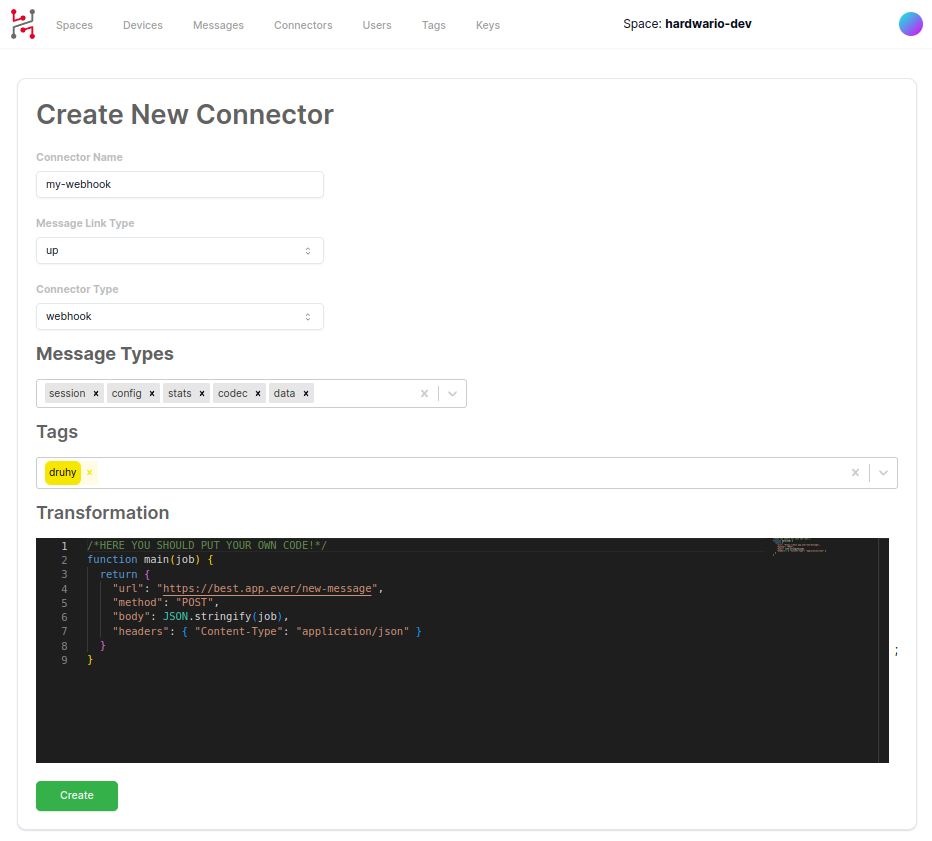 Spaces Devices Messages Connectors Users Tags Keys Space: hardwario-dev
Create New Connector
Connector Name
my-webhook
Message Link Type
up
Connector Type
webhook
Message Types
session × config × stats × codec × data ×
Tags
druhy ×
Transformation
1 /*HERE YOU SHOULD PUT YOUR OWN CODE!*/
2 function main(job) {
3 return {
4 "url": "https://best.app.ever/new-message",
5 "method": "POST",
6 "body": JSON.stringify(job),
7 "headers": { "Content-Type": "application/json" }
8 }
9 }
;
Create